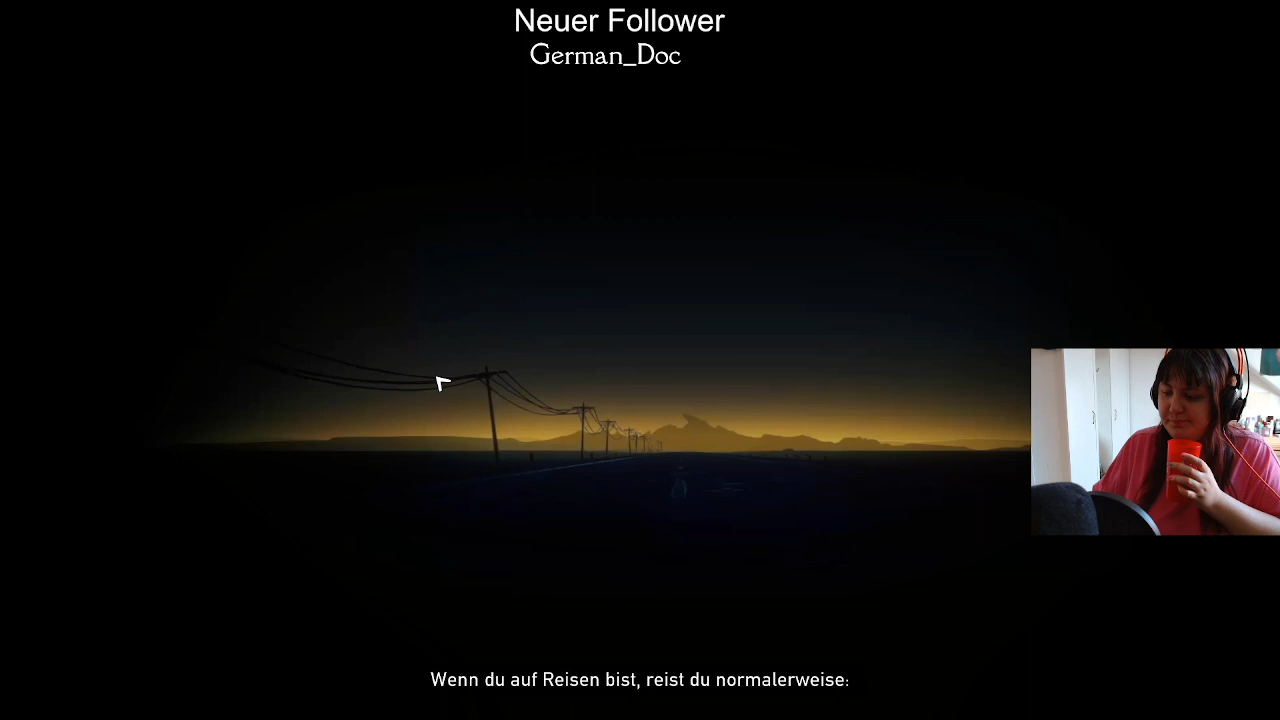 Neuer Follower
German_Doc
Wenn du auf Reisen bist, reist du normalerweise: